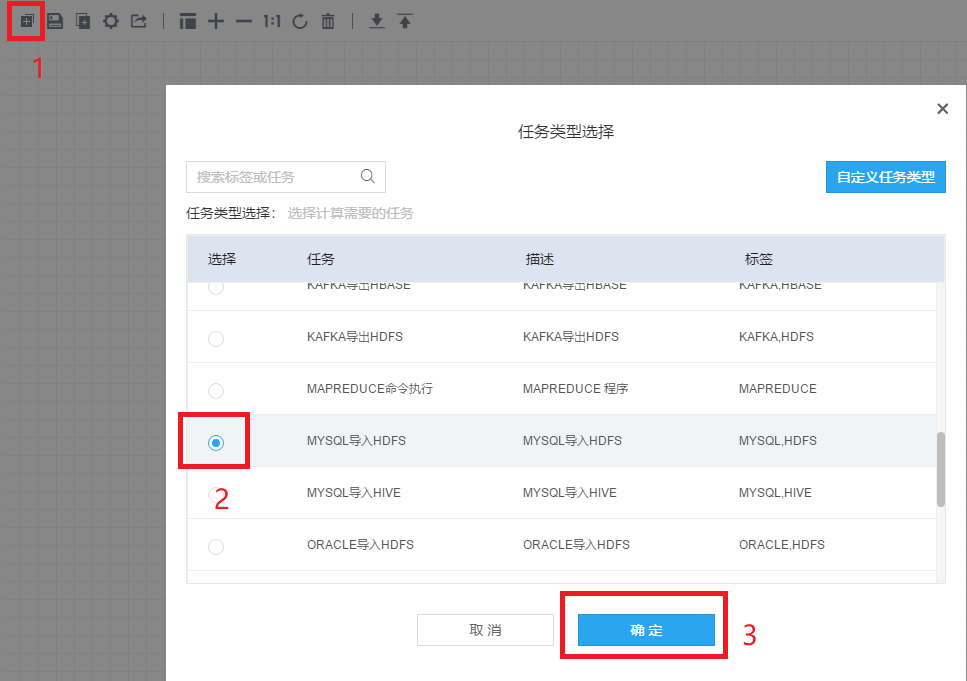 1:1
1
任务类型选择
搜索标签或任务
自定义任务类型
任务类型选择： 选择计算需要的任务
选择 任务 描述 标签
KAFKA导出HBASE KAFKA导出HBASE KAFKA,HBASE
KAFKA导出HDFS KAFKA导出HDFS KAFKA,HDFS
MAPREDUCE命令执行 MAPREDUCE 程序 MAPREDUCE
MYSQL导入HDFS MYSQL导入HDFS MYSQL,HDFS
2 MYSQL导入HIVE MYSQL导入HIVE MYSQL,HIVE
ORACLE导入HDFS ORACLE导入HDFS ORACLE,HDFS
取 消 确 定 3